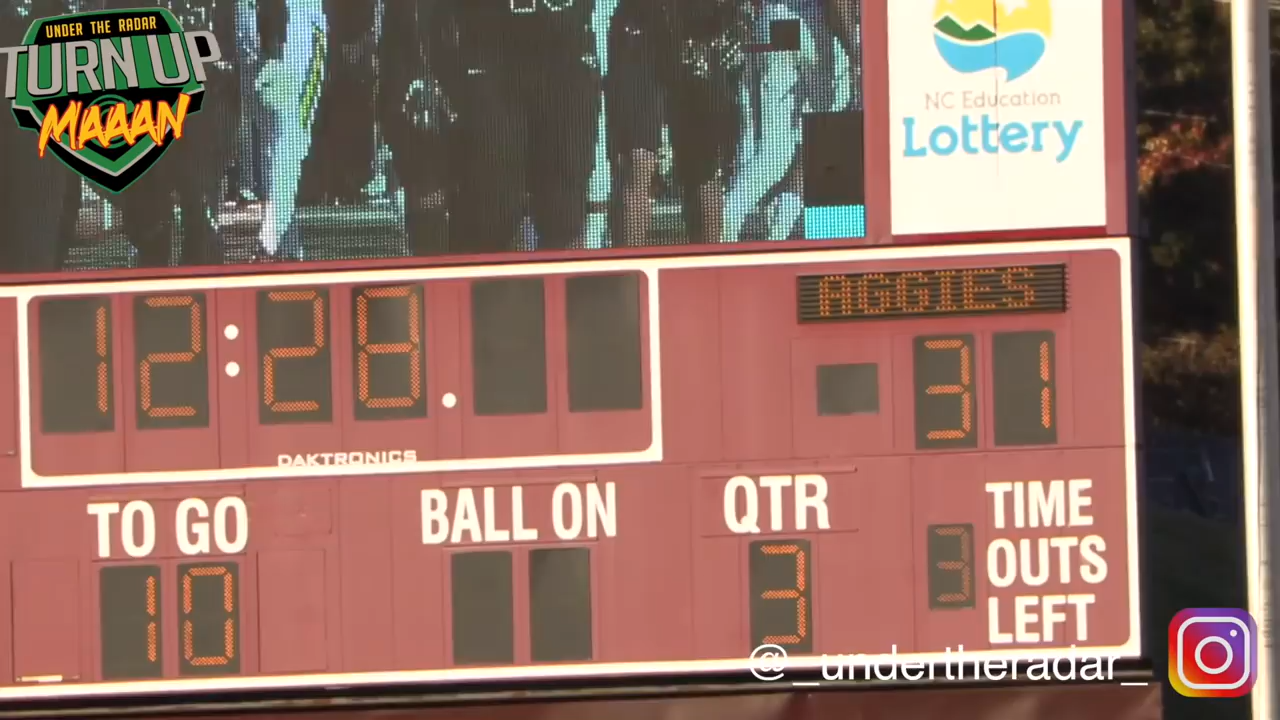 UNDER THE RADAR
TURN UP
MAAAN
NC Education
Lottery
12:28.
AGGIES
31
DAKTRONICS
TO GO
10
BALL ON
QTR
3
3
TIME
OUTS
LEFT
@_undertheradar_